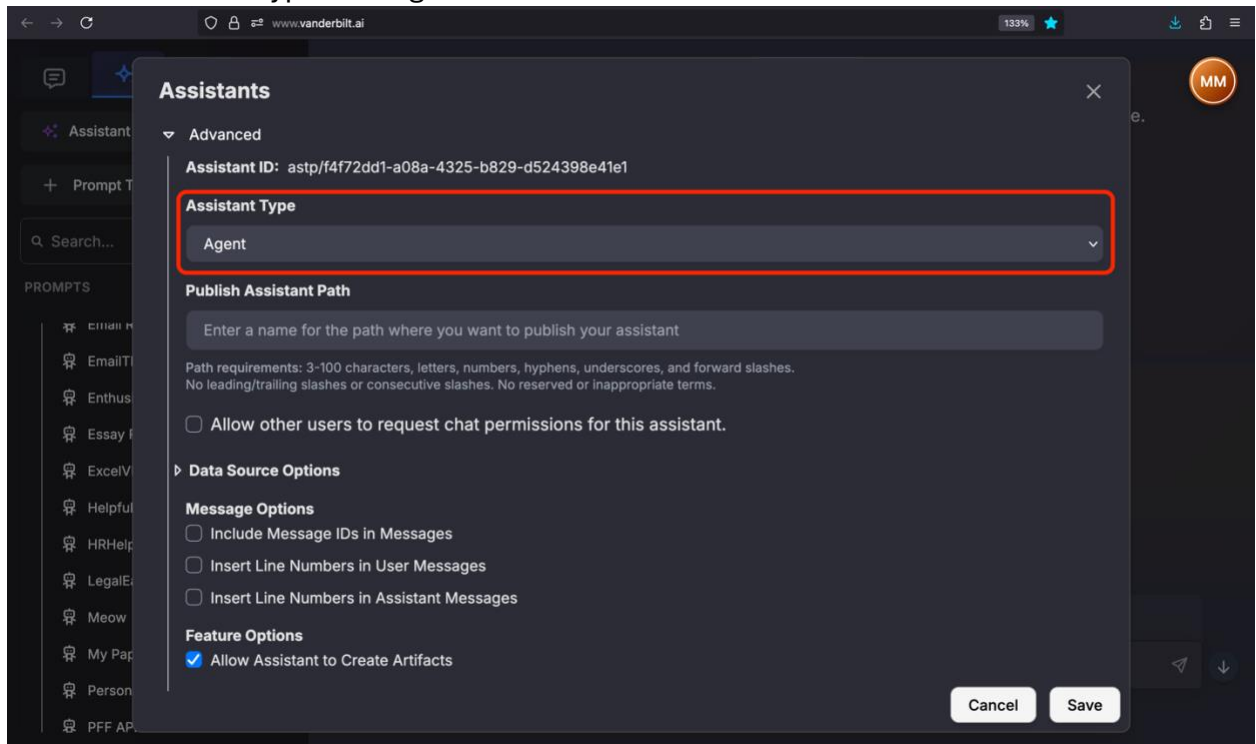 www.vanderbilt.ai
133%
MM
Assistants
Assistant
Advanced
Assistant ID: astp/f4f72dd1-a08a-4325-b829-d524398e41e1
+ Prompt T
Assistant Type
Search...
Agent
PROMPTS
Publish Assistant Path
Enter a name for the path where you want to publish your assistant
Path requirements: 3-100 characters, letters, numbers, hyphens, underscores, and forward slashes.
No leading/trailing slashes or consecutive slashes. No reserved or inappropriate terms.
Allow other users to request chat permissions for this assistant.
Data Source Options
Message Options
Include Message IDs in Messages
Insert Line Numbers in User Messages
Insert Line Numbers in Assistant Messages
Feature Options
Allow Assistant to Create Artifacts
EmailT
Enthus
Essay
ExcelV
Helpful
HRHelp
LegalEa
Meow
My Pap
Person
PFF AP
Cancel
Save
e.